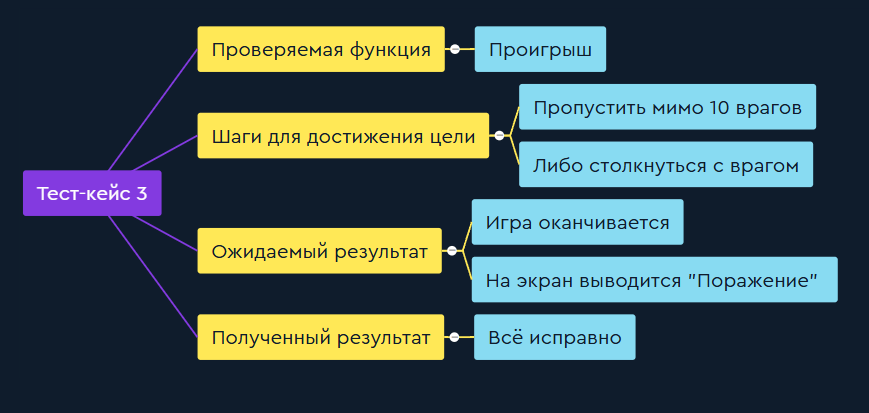 Тест-кейс 3
Проверяемая функция
Проигрыш
Шаги для достижения цели
Пропустить мимо 10 врагов
Либо столкнуться с врагом
Ожидаемый результат
Игра оканчивается
На экран выводится "Поражение"
Полученный результат
Всё исправно